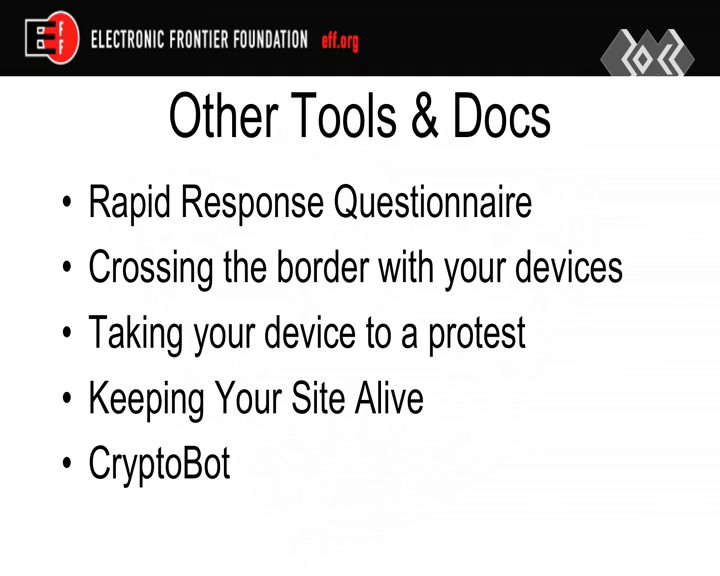 EFF ELECTRONIC FRONTIER FOUNDATION eff.org
Other Tools & Docs
• Rapid Response Questionnaire
• Crossing the border with your devices
• Taking your device to a protest
• Keeping Your Site Alive
• CryptoBot